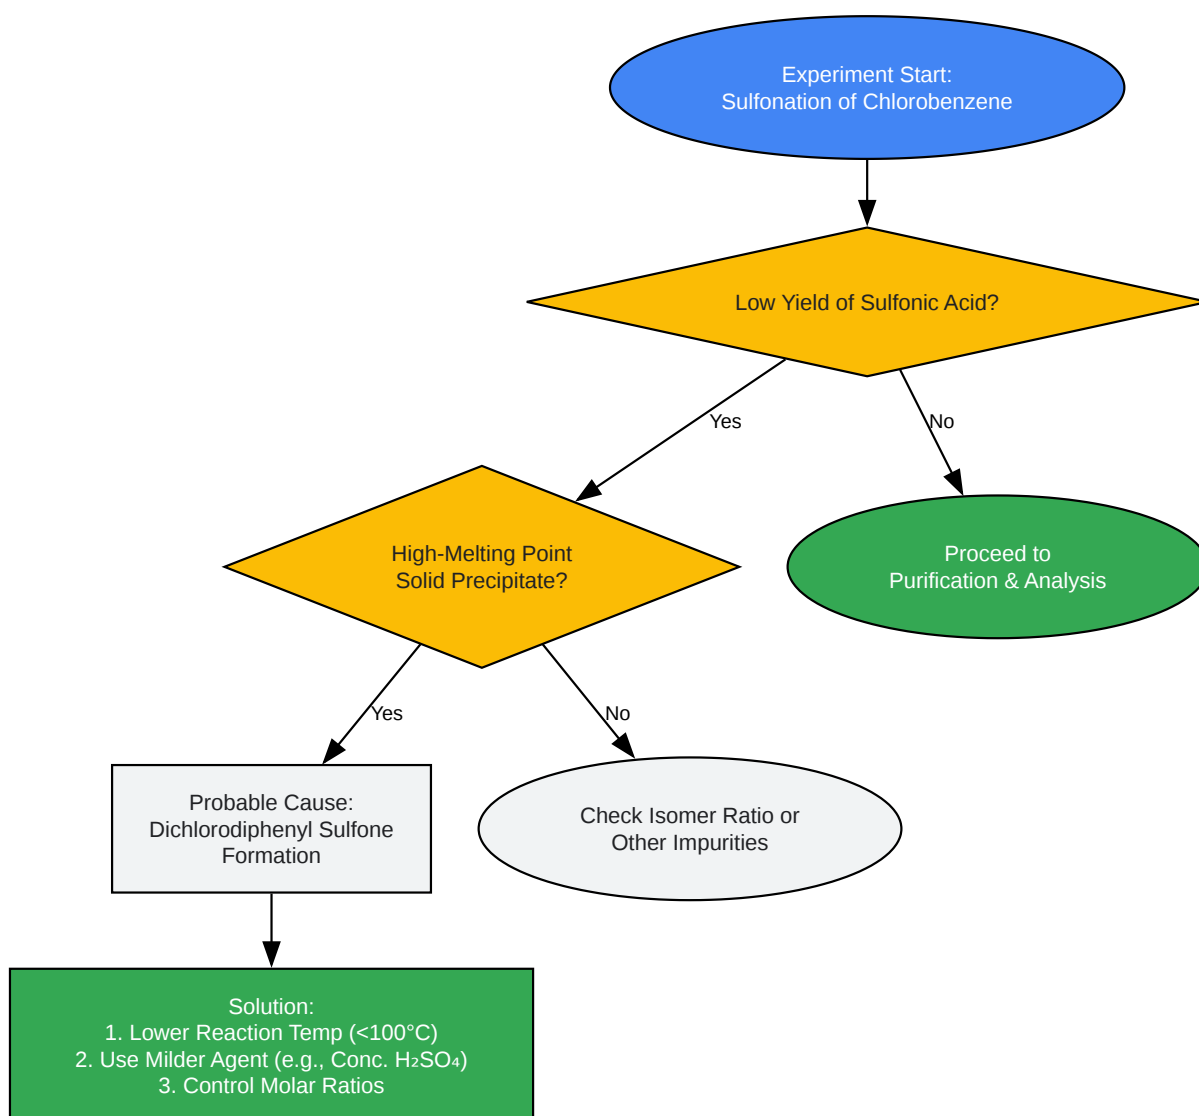 Experiment Start:
Sulfonation of Chlorobenzene
Low Yield of Sulfonic Acid?
Yes
No
High-Melting Point
Solid Precipitate?
Proceed to
Purification & Analysis
Yes
No
Probable Cause:
Dichlorodiphenyl Sulfone
Formation
Check Isomer Ratio or
Other Impurities
Solution:
1. Lower Reaction Temp (<100°C)
2. Use Milder Agent (e.g., Conc. H₂SO₄)
3. Control Molar Ratios